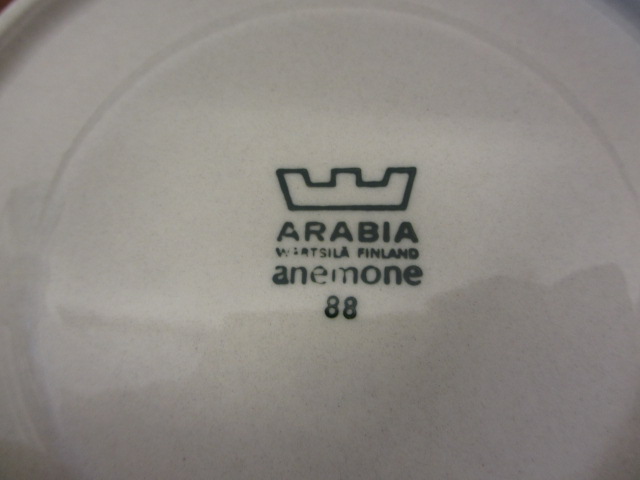 ARABIA
WÄRTSILÄ FINLAND
anemone
88